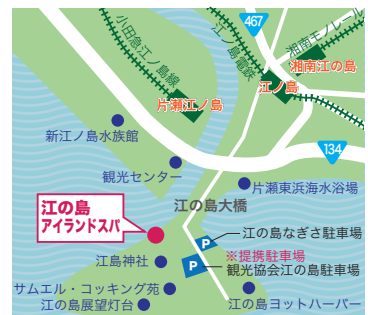 467
小田急江ノ島線
江ノ島電鉄
湘南モノレール
湘南江の島
江ノ島
片瀬江ノ島
新江ノ島水族館
134
観光センター
片瀬東浜海水浴場
江の島
アイランドスパ
江の島大橋
江の島なぎさ駐車場
P
※提携駐車場
江島神社
P
観光協会江の島駐車場
サムエル・コッキング苑
江の島展望灯台
江の島ヨットハーバー